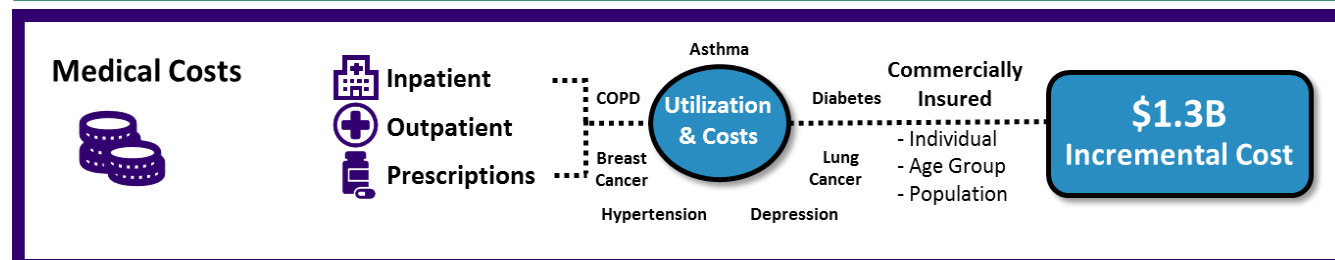 Medical Costs
Inpatient
Outpatient
Prescriptions
Asthma
COPD
Breast
Cancer
Hypertension
Utilization
& Costs
Diabetes
Lung
Cancer
Depression
Commercially
Insured
- Individual
- Age Group
- Population
$1.3B
Incremental Cost